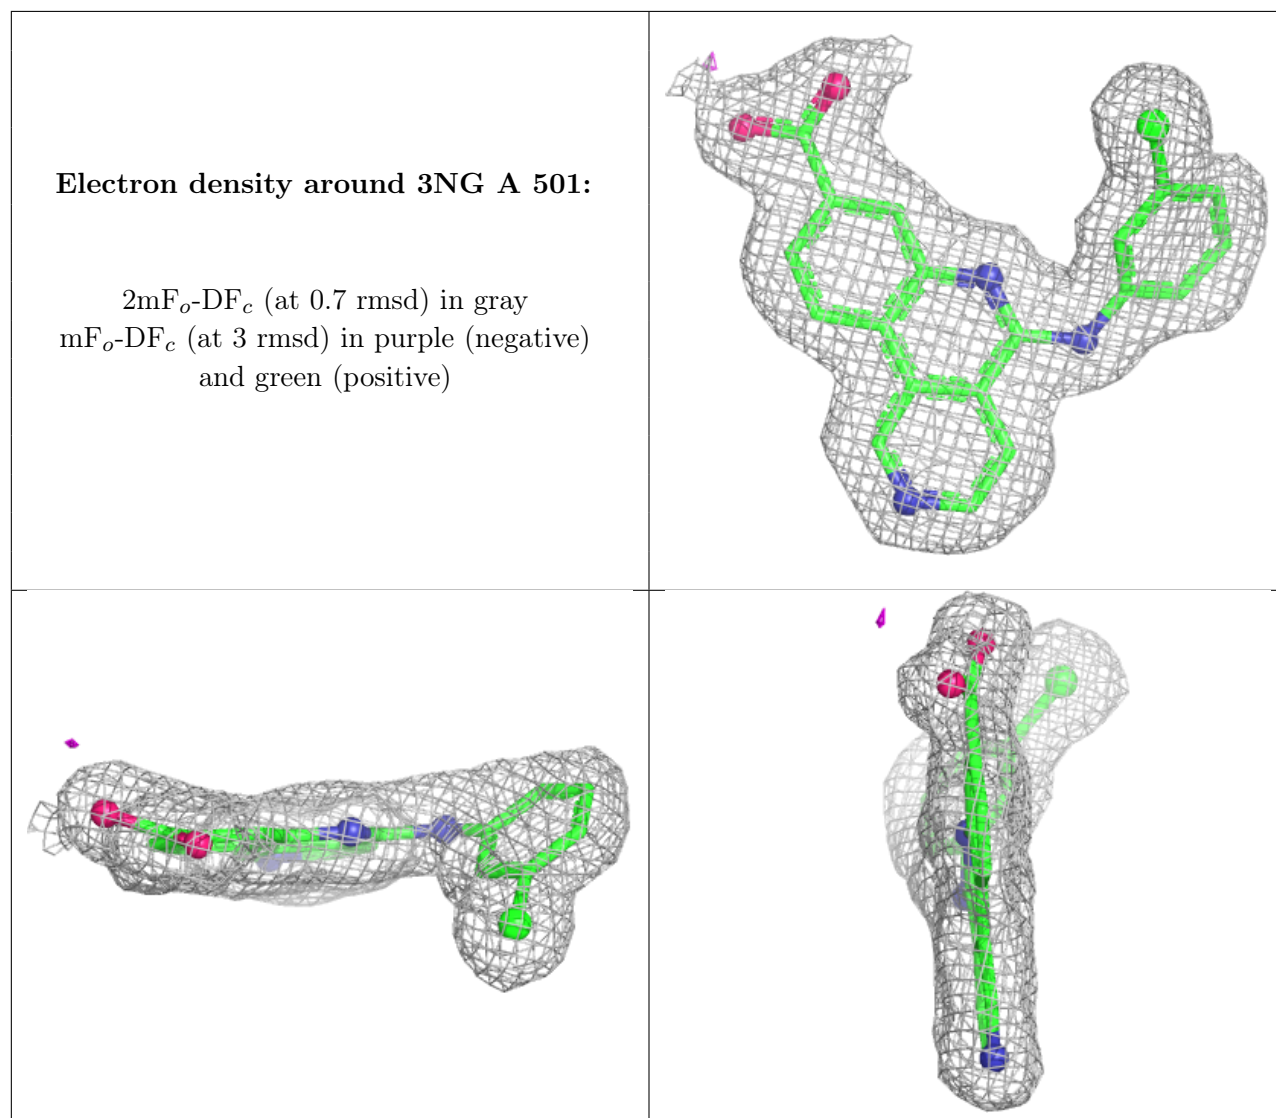 Electron density around 3NG A 501:
2mFo-DFc (at 0.7 rmsd) in gray
mFo-DFc (at 3 rmsd) in purple (negative)
and green (positive)